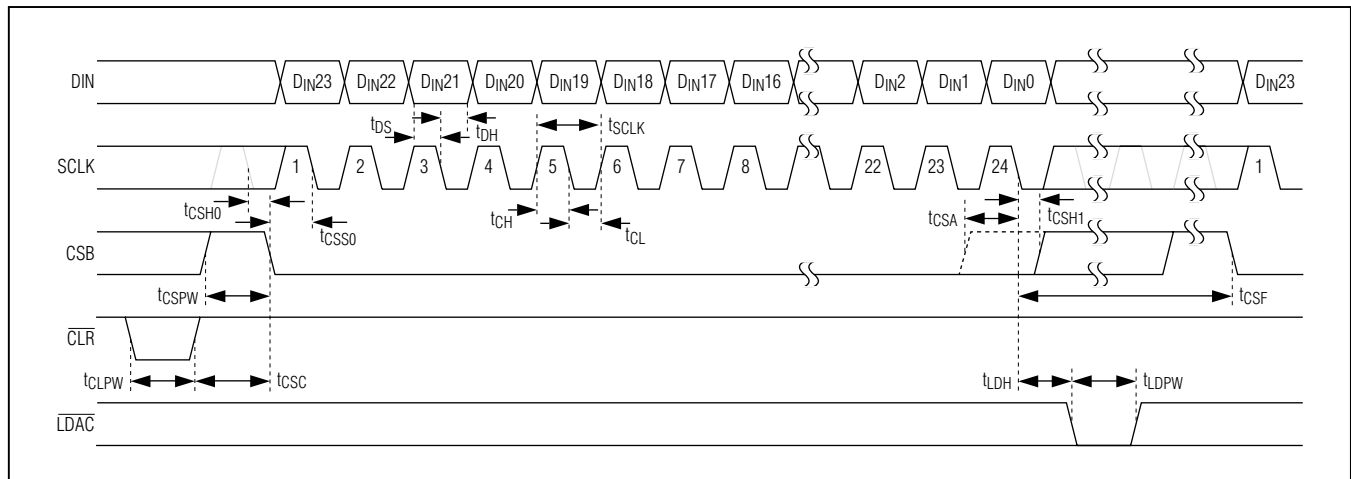 DIN DIN23 DIN22 DIN21 DIN20 DIN19 DIN18 DIN17 DIN16 DIN2 DIN1 DIN0 DIN23
tDS tDH tSCLK
SCLK 1 2 3 4 5 6 7 8 22 23 24 1
tCSH0 tCSS0 tCH tCL tCSA tCSH1
CSB
tCSPW tCSF
CLR
tCLPW tCSC tLDH tLDPW
LDAC